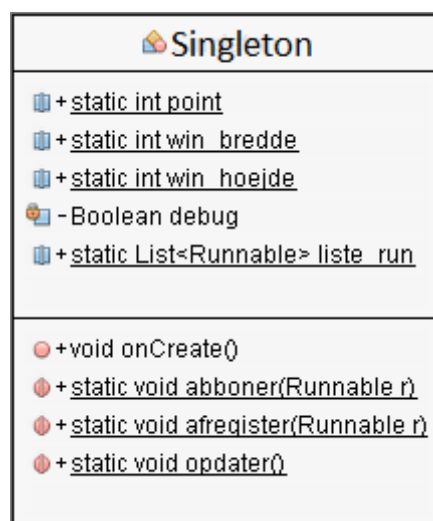 Singleton
+static int point
+static int win_bredde
+static int win_hoejde
-Boolean debug
+static List<Runnable> liste_run
+void onCreate()
+static void abboner(Runnable r)
+static void afregister(Runnable r)
+static void opdater()